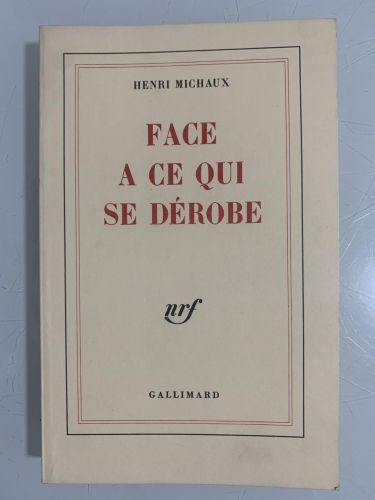 HENRI MICHAUX
FACE
A CE QUI
SE DÉROBE
nrf
GALLIMARD